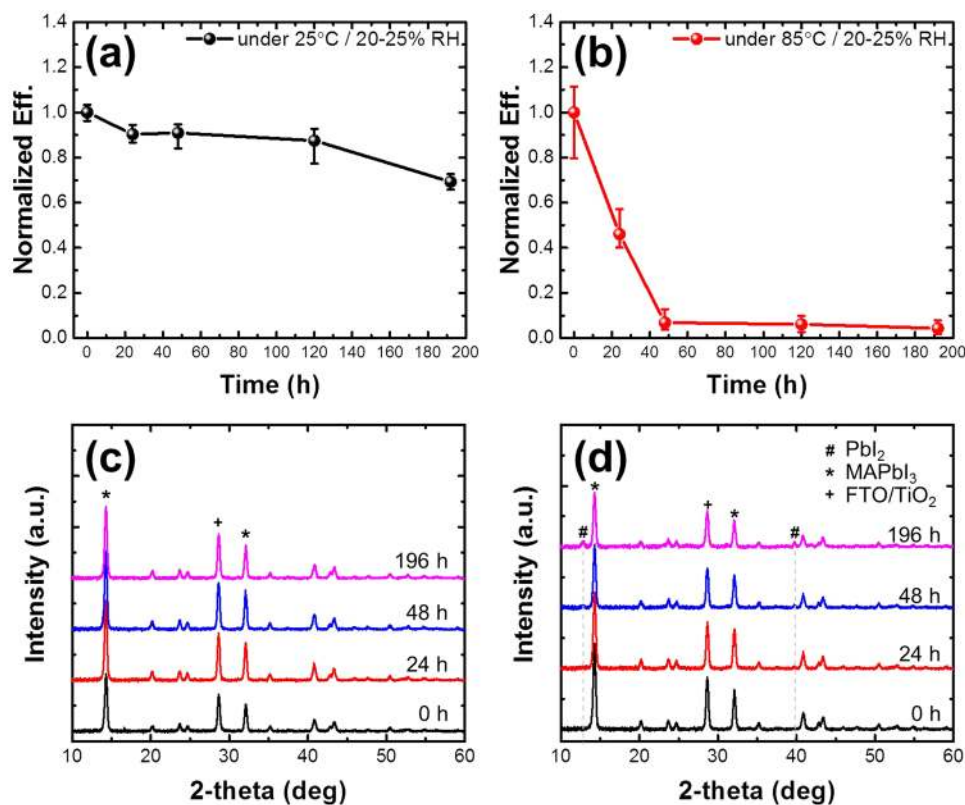 (a)
under 25°C / 20-25% RH.
1.4
1.2
1.0
0.8
0.6
0.4
0.2
0.0
Normalized Eff.
0 20 40 60 80 100 120 140 160 180 200
Time (h)
(b)
under 85°C / 20-25% RH.
1.4
1.2
1.0
0.8
0.6
0.4
0.2
0.0
Normalized Eff.
0 20 40 60 80 100 120 140 160 180 200
Time (h)
(c)
*
+
*
196 h
48 h
24 h
0 h
Intensity (a.u.)
10 20 30 40 50 60
2-theta (deg)
(d)
# PbI₂
* MAPbI₃
+ FTO/TiO₂
#
*
+
*
#
196 h
48 h
24 h
0 h
Intensity (a.u.)
10 20 30 40 50 60
2-theta (deg)